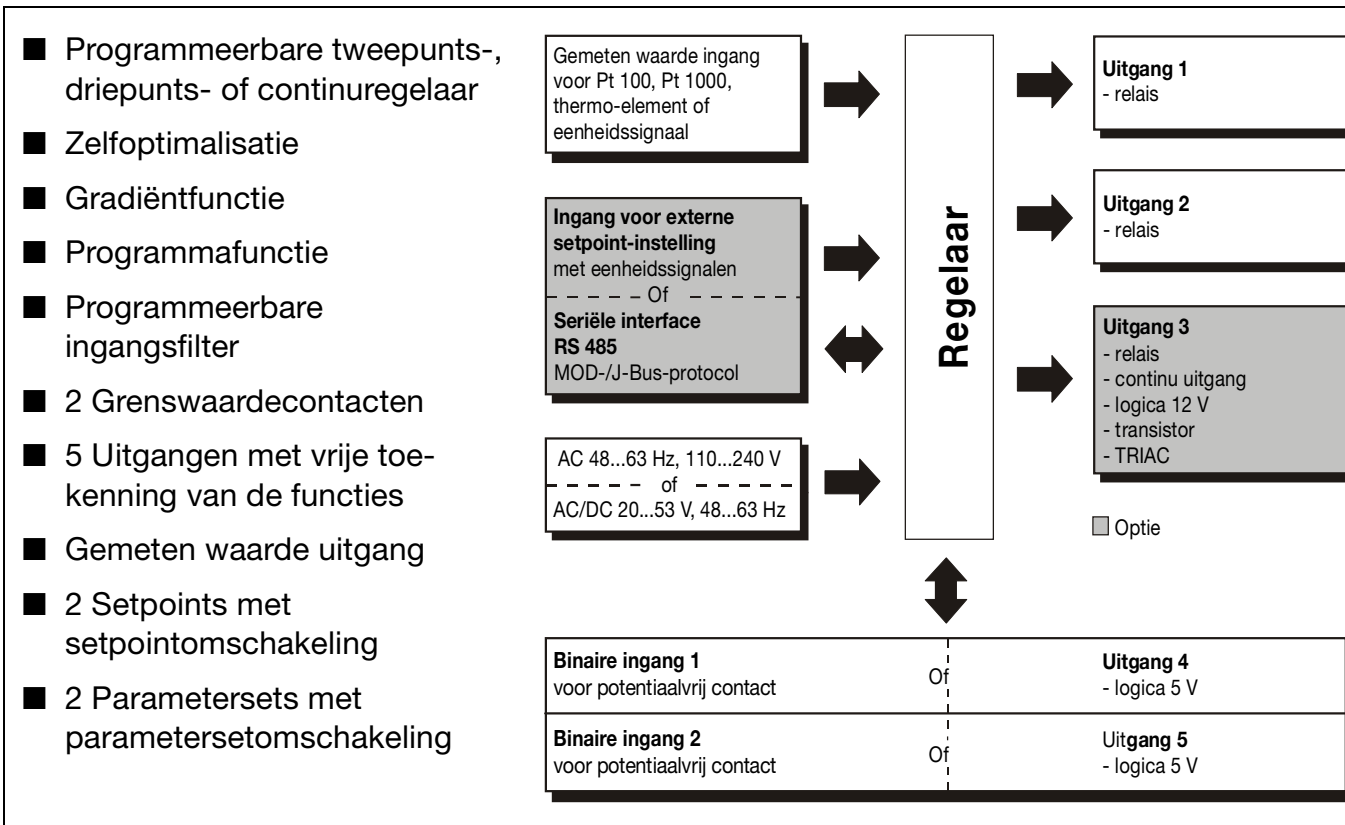 ■ Programmeerbare tweepunts-,
driepunts- of continuregelaar
■ Zelfoptimalisatie
■ Gradiëntfunctie
■ Programmafunctie
■ Programmeerbare
ingangsfilter
■ 2 Grenswaardecontacten
■ 5 Uitgangen met vrije toe-
kenning van de functies
■ Gemeten waarde uitgang
■ 2 Setpoints met
setpointomschakeling
■ 2 Parametersets met
parametersetomschakeling
Gemeten waarde ingang
voor Pt 100, Pt 1000,
thermo-element of
eenheidssignaal
Ingang voor externe
setpoint-instelling
met eenheidssignalen
Of
Seriële interface
RS 485
MOD-/J-Bus-protocol
AC 48...63 Hz, 110...240 V
of
AC/DC 20...53 V, 48...63 Hz
Regelaar
Uitgang 1
- relais
Uitgang 2
- relais
Uitgang 3
- relais
- continu uitgang
- logica 12 V
- transistor
- TRIAC
Optie
Binaire ingang 1
voor potentiaalvrij contact
Of
Uitgang 4
- logica 5 V
Binaire ingang 2
voor potentiaalvrij contact
Of
Uitgang 5
- logica 5 V